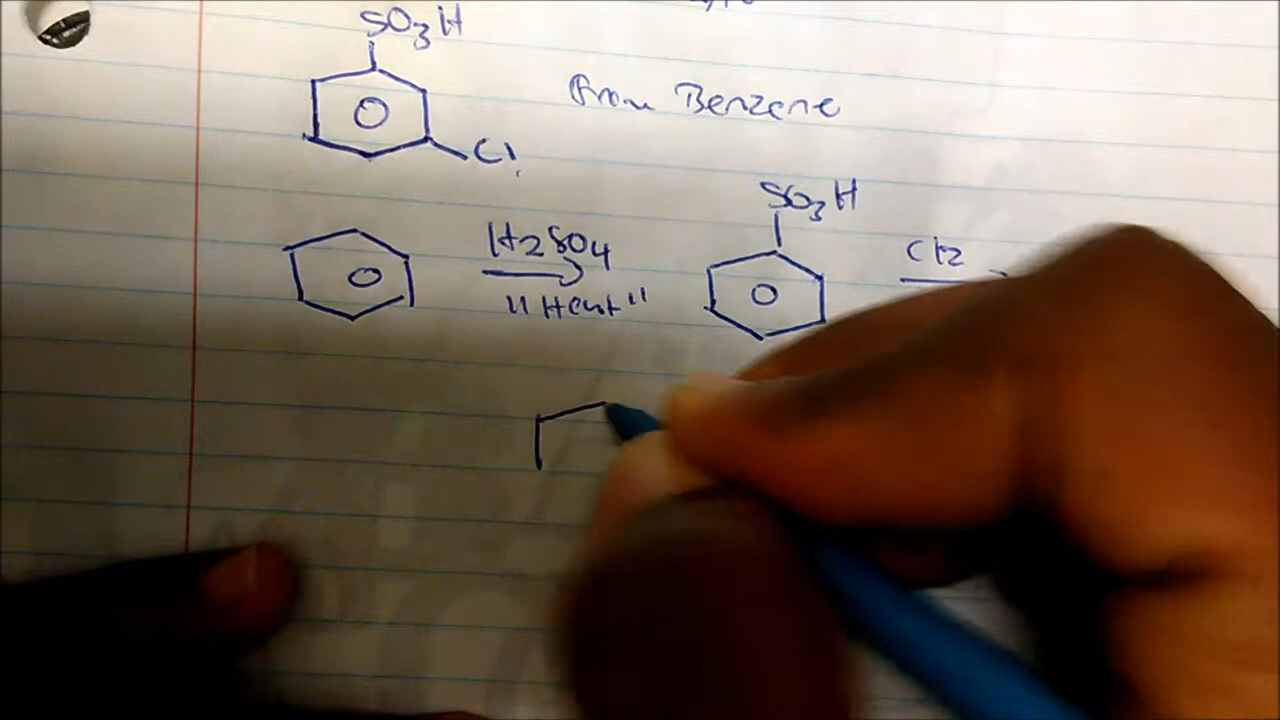 SO3H
From Benzene
Cl
SO3H
H2SO4
Cl2
"Heat"